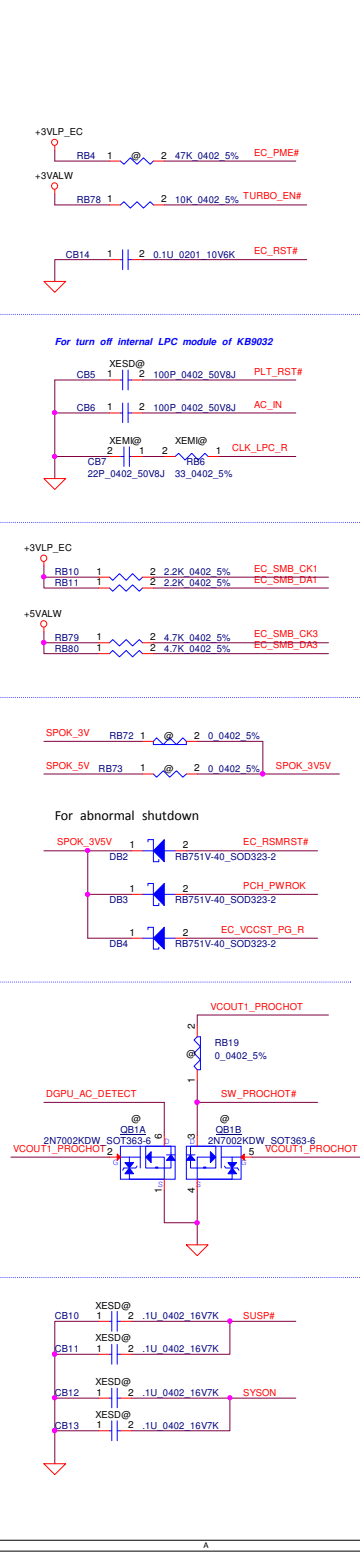 +3VLP_EC
RB4 1 @ 2 47K_0402_5% EC_PME#
+3VALW
RB78 1 2 10K_0402_5% TURBO_EN#
CB14 1 2 0.1U_0201_10V6K EC_RST#
For turn off internal LPC module of KB9032
XESD@
CB5 1 2 100P_0402_50V8J PLT_RST#
CB6 1 2 100P_0402_50V8J AC_IN
XEMI@ XEMI@
2 1 2 1 CLK_LPC_R
CB7 RB6
22P_0402_50V8J 33_0402_5%
+3VLP_EC
RB10 1 2 2.2K_0402_5% EC_SMB_CK1
RB11 1 2 2.2K_0402_5% EC_SMB_DA1
+5VALW
RB79 1 2 4.7K_0402_5% EC_SMB_CK3
RB80 1 2 4.7K_0402_5% EC_SMB_DA3
SPOK_3V RB72 1 @ 2 0_0402_5%
SPOK_5V RB73 1 @ 2 0_0402_5% SPOK_3V5V
For abnormal shutdown
SPOK_3V5V 1 2 EC_RSMRST#
DB2 RB751V-40_SOD323-2
1 2 PCH_PWROK
DB3 RB751V-40_SOD323-2
1 2 EC_VCCST_PG_R
DB4 RB751V-40_SOD323-2
VCOUT1_PROCHOT
2
RB19
@ 0_0402_5%
1
DGPU_AC_DETECT SW_PROCHOT#
@ @
QB1A QB1B
2N7002KDW_SOT363-6 6 D 3 D 2N7002KDW_SOT363-6
VCOUT1_PROCHOT 2 G 5 G VCOUT1_PROCHOT
S S
1 4
XESD@
CB10 1 2 .1U_0402_16V7K SUSP#
XESD@
CB11 1 2 .1U_0402_16V7K
XESD@
CB12 1 2 .1U_0402_16V7K SYSON
XESD@
CB13 1 2 .1U_0402_16V7K
A